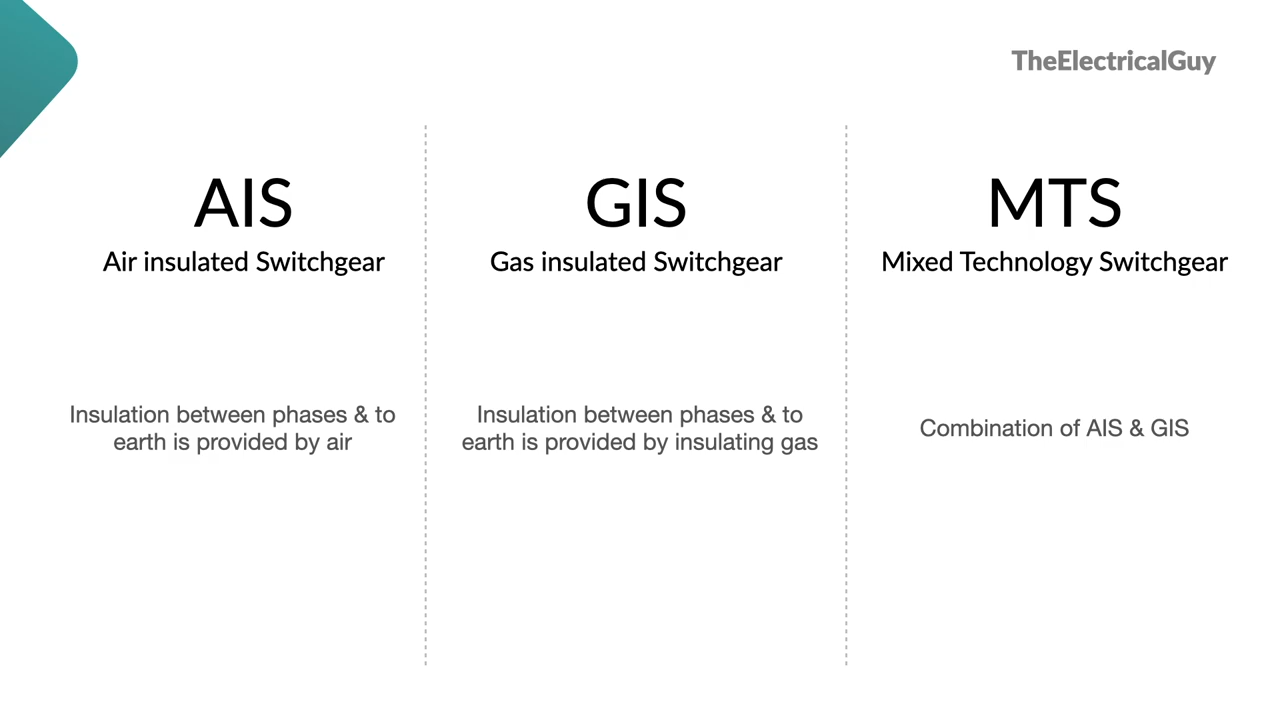 TheElectricalGuy
AIS
Air insulated Switchgear
Insulation between phases & to
earth is provided by air
GIS
Gas insulated Switchgear
Insulation between phases & to
earth is provided by insulating gas
MTS
Mixed Technology Switchgear
Combination of AIS & GIS